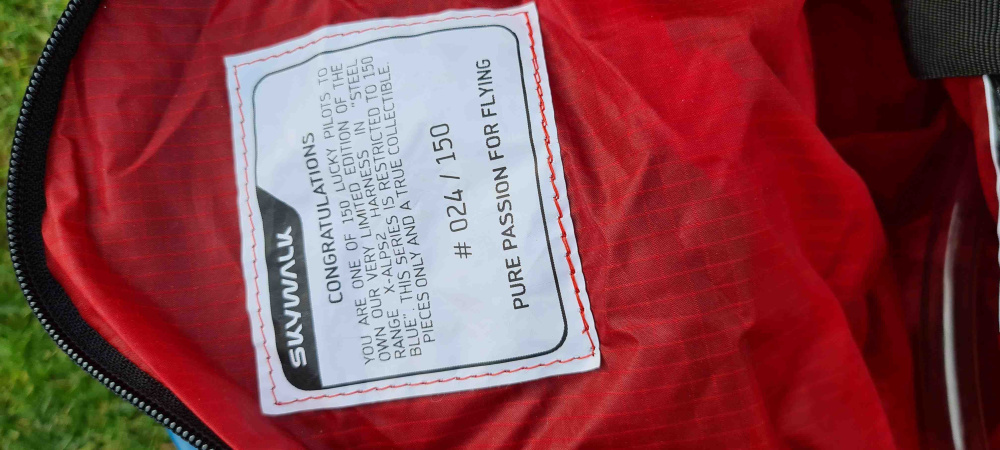 SKYWALK
CONGRATULATIONS
YOU ARE ONE OF 150 LUCKY PILOTS TO
OWN OUR VERY LIMITED EDITION OF THE
RANGE X-ALPS2 HARNESS IN "STEEL
BLUE". THIS SERIES IS RESTRICTED TO 150
PIECES ONLY AND A TRUE COLLECTIBLE.
# 024 / 150
PURE PASSION FOR FLYING